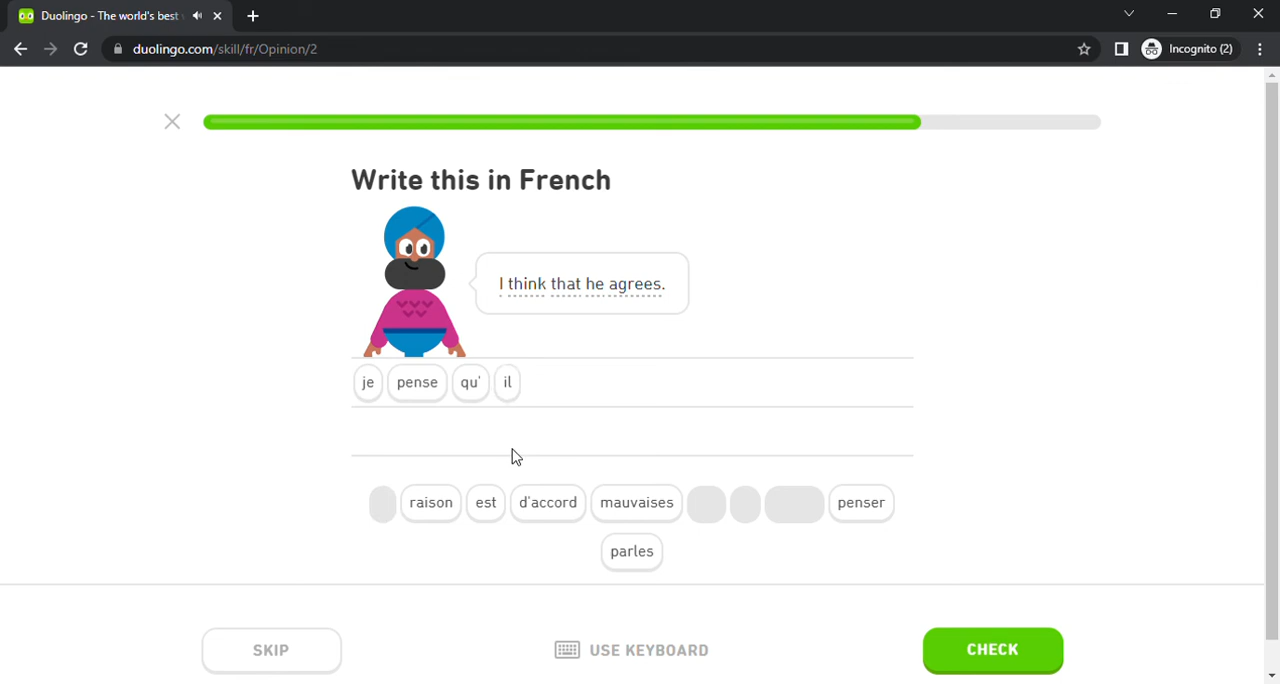 Duolingo - The world's best
duolingo.com/skill/fr/Opinion/2
Incognito (2)
Write this in French
I think that he agrees.
je pense qu' il
raison est d'accord mauvaises penser
parles
SKIP USE KEYBOARD CHECK